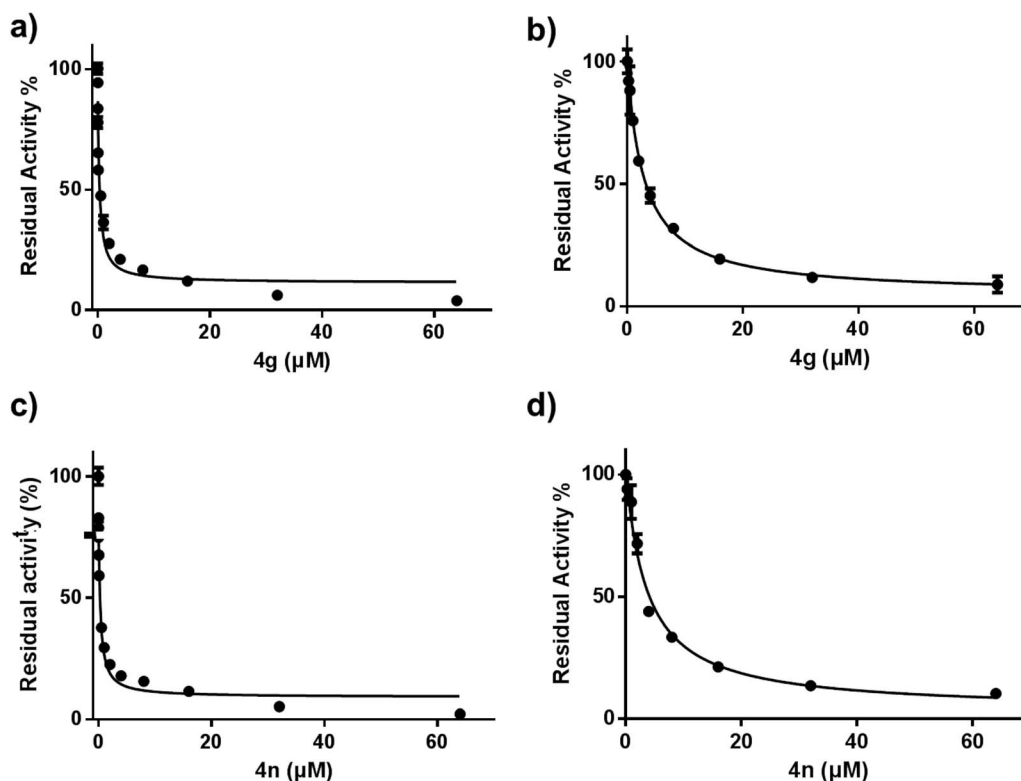 a)
Residual Activity %
100
50
0
0 20 40 60
4g (µM)
b)
Residual Activity %
100
50
0
0 20 40 60
4g (µM)
c)
Residual activity (%)
100
50
0
0 20 40 60
4n (µM)
d)
Residual Activity %
100
50
0
0 20 40 60
4n (µM)